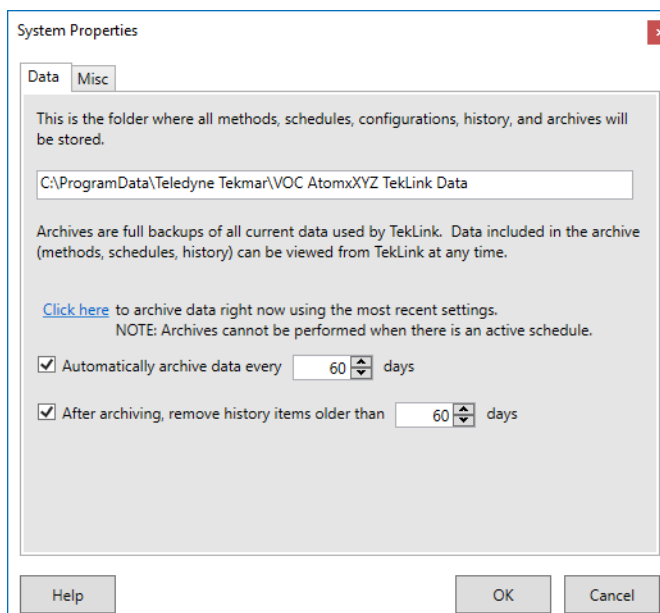 System Properties
Data
Misc
This is the folder where all methods, schedules, configurations, history, and archives will
be stored.
C:\ProgramData\Teledyne Tekmar\VOC AtomxXYZ TekLink Data
Archives are full backups of all current data used by TekLink.  Data included in the archive
(methods, schedules, history) can be viewed from TekLink at any time.
Click here to archive data right now using the most recent settings.
NOTE: Archives cannot be performed when there is an active schedule.
Automatically archive data every 60 days
After archiving, remove history items older than 60 days
Help
OK
Cancel